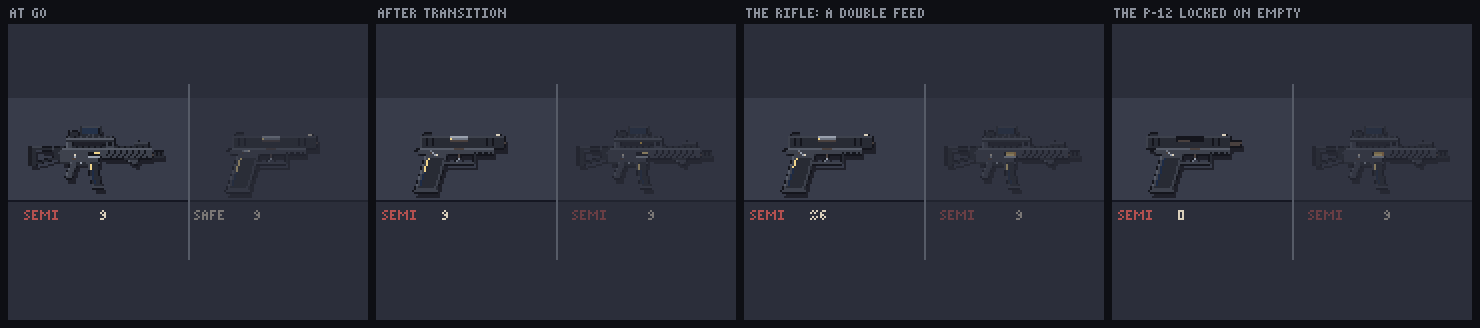 AT GO
AFTER TRANSITION
THE RIFLE: A DOUBLE FEED
THE P-12 LOCKED ON EMPTY
SEMI 9
SAFE 9
SEMI 9
SEMI 9
SEMI
SEMI 9
SEMI 0
SEMI 9